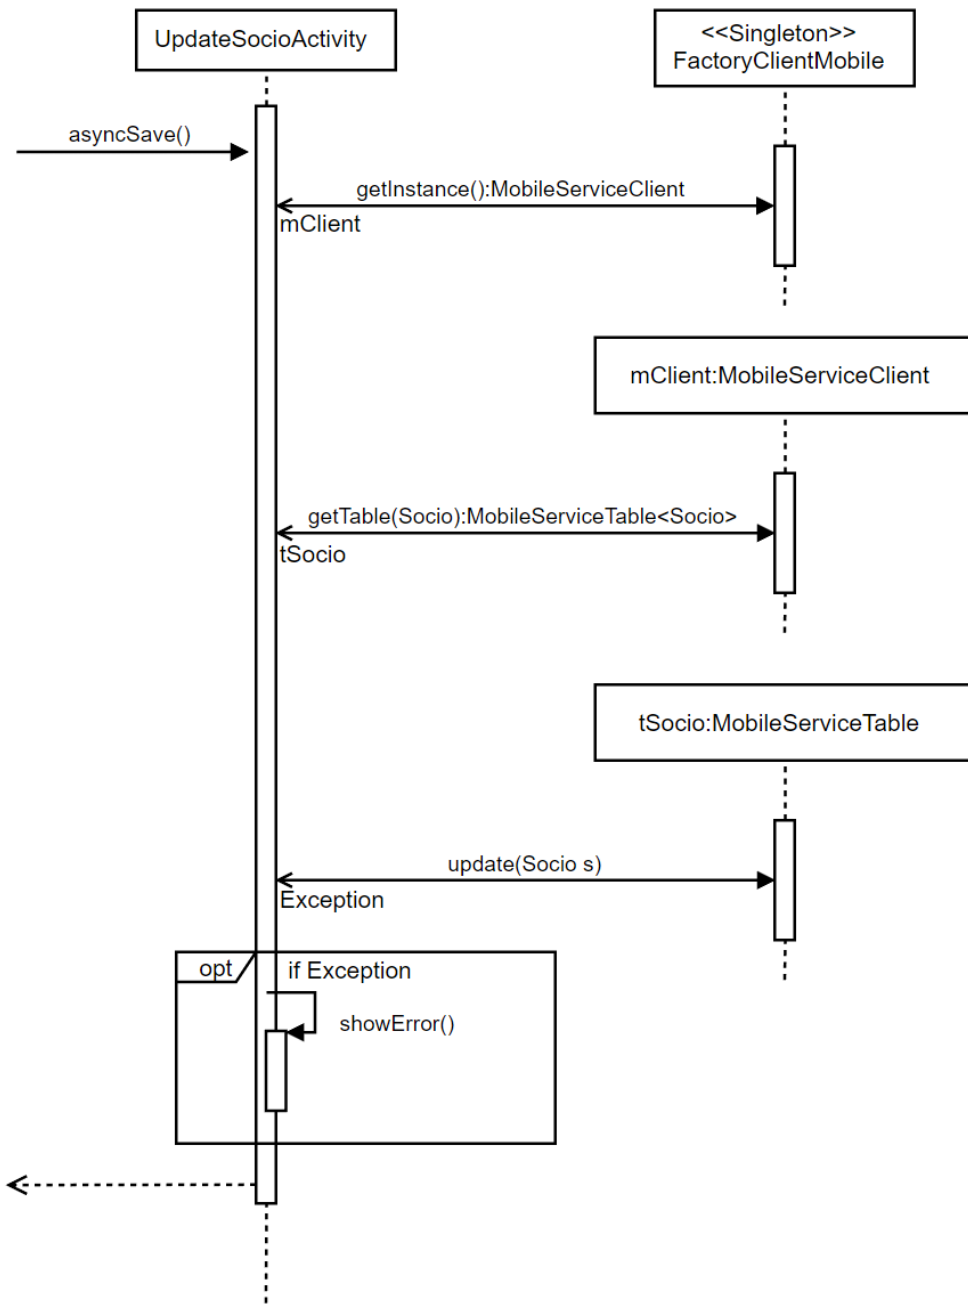 UpdateSocioActivity
<<Singleton>>
FactoryClientMobile
asyncSave()
getInstance():MobileServiceClient
mClient
mClient:MobileServiceClient
getTable(Socio):MobileServiceTable<Socio>
tSocio
tSocio:MobileServiceTable
update(Socio s)
Exception
opt
if Exception
showError()